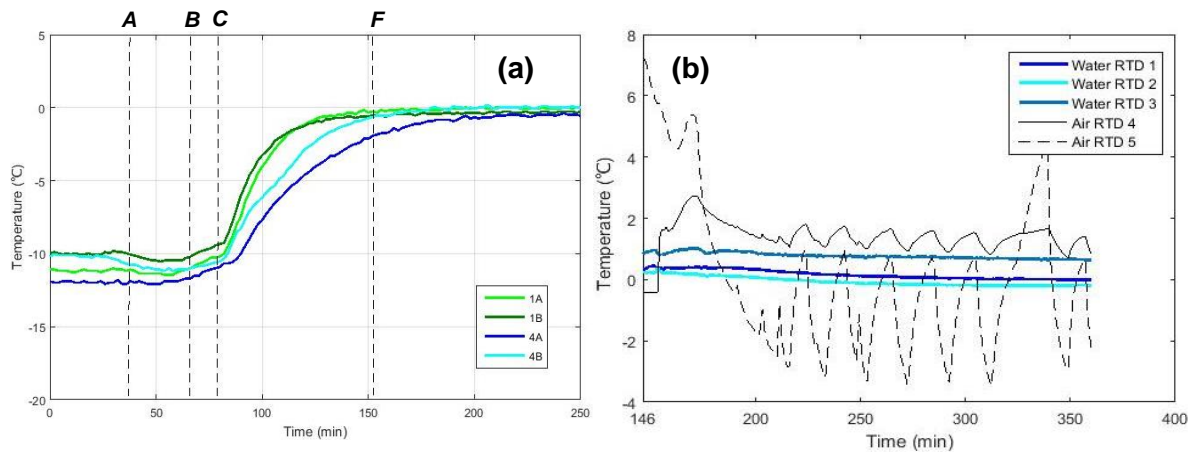 A B C F
(a)
5
0
-5
-10
-15
-20
Temperature (℃)
0 50 100 150 200 250
Time (min)
1A
1B
4A
4B
(b)
8
6
4
2
0
-2
-4
Temperature (℃)
146 200 250 300 350 400
Time (min)
Water RTD 1
Water RTD 2
Water RTD 3
Air RTD 4
Air RTD 5